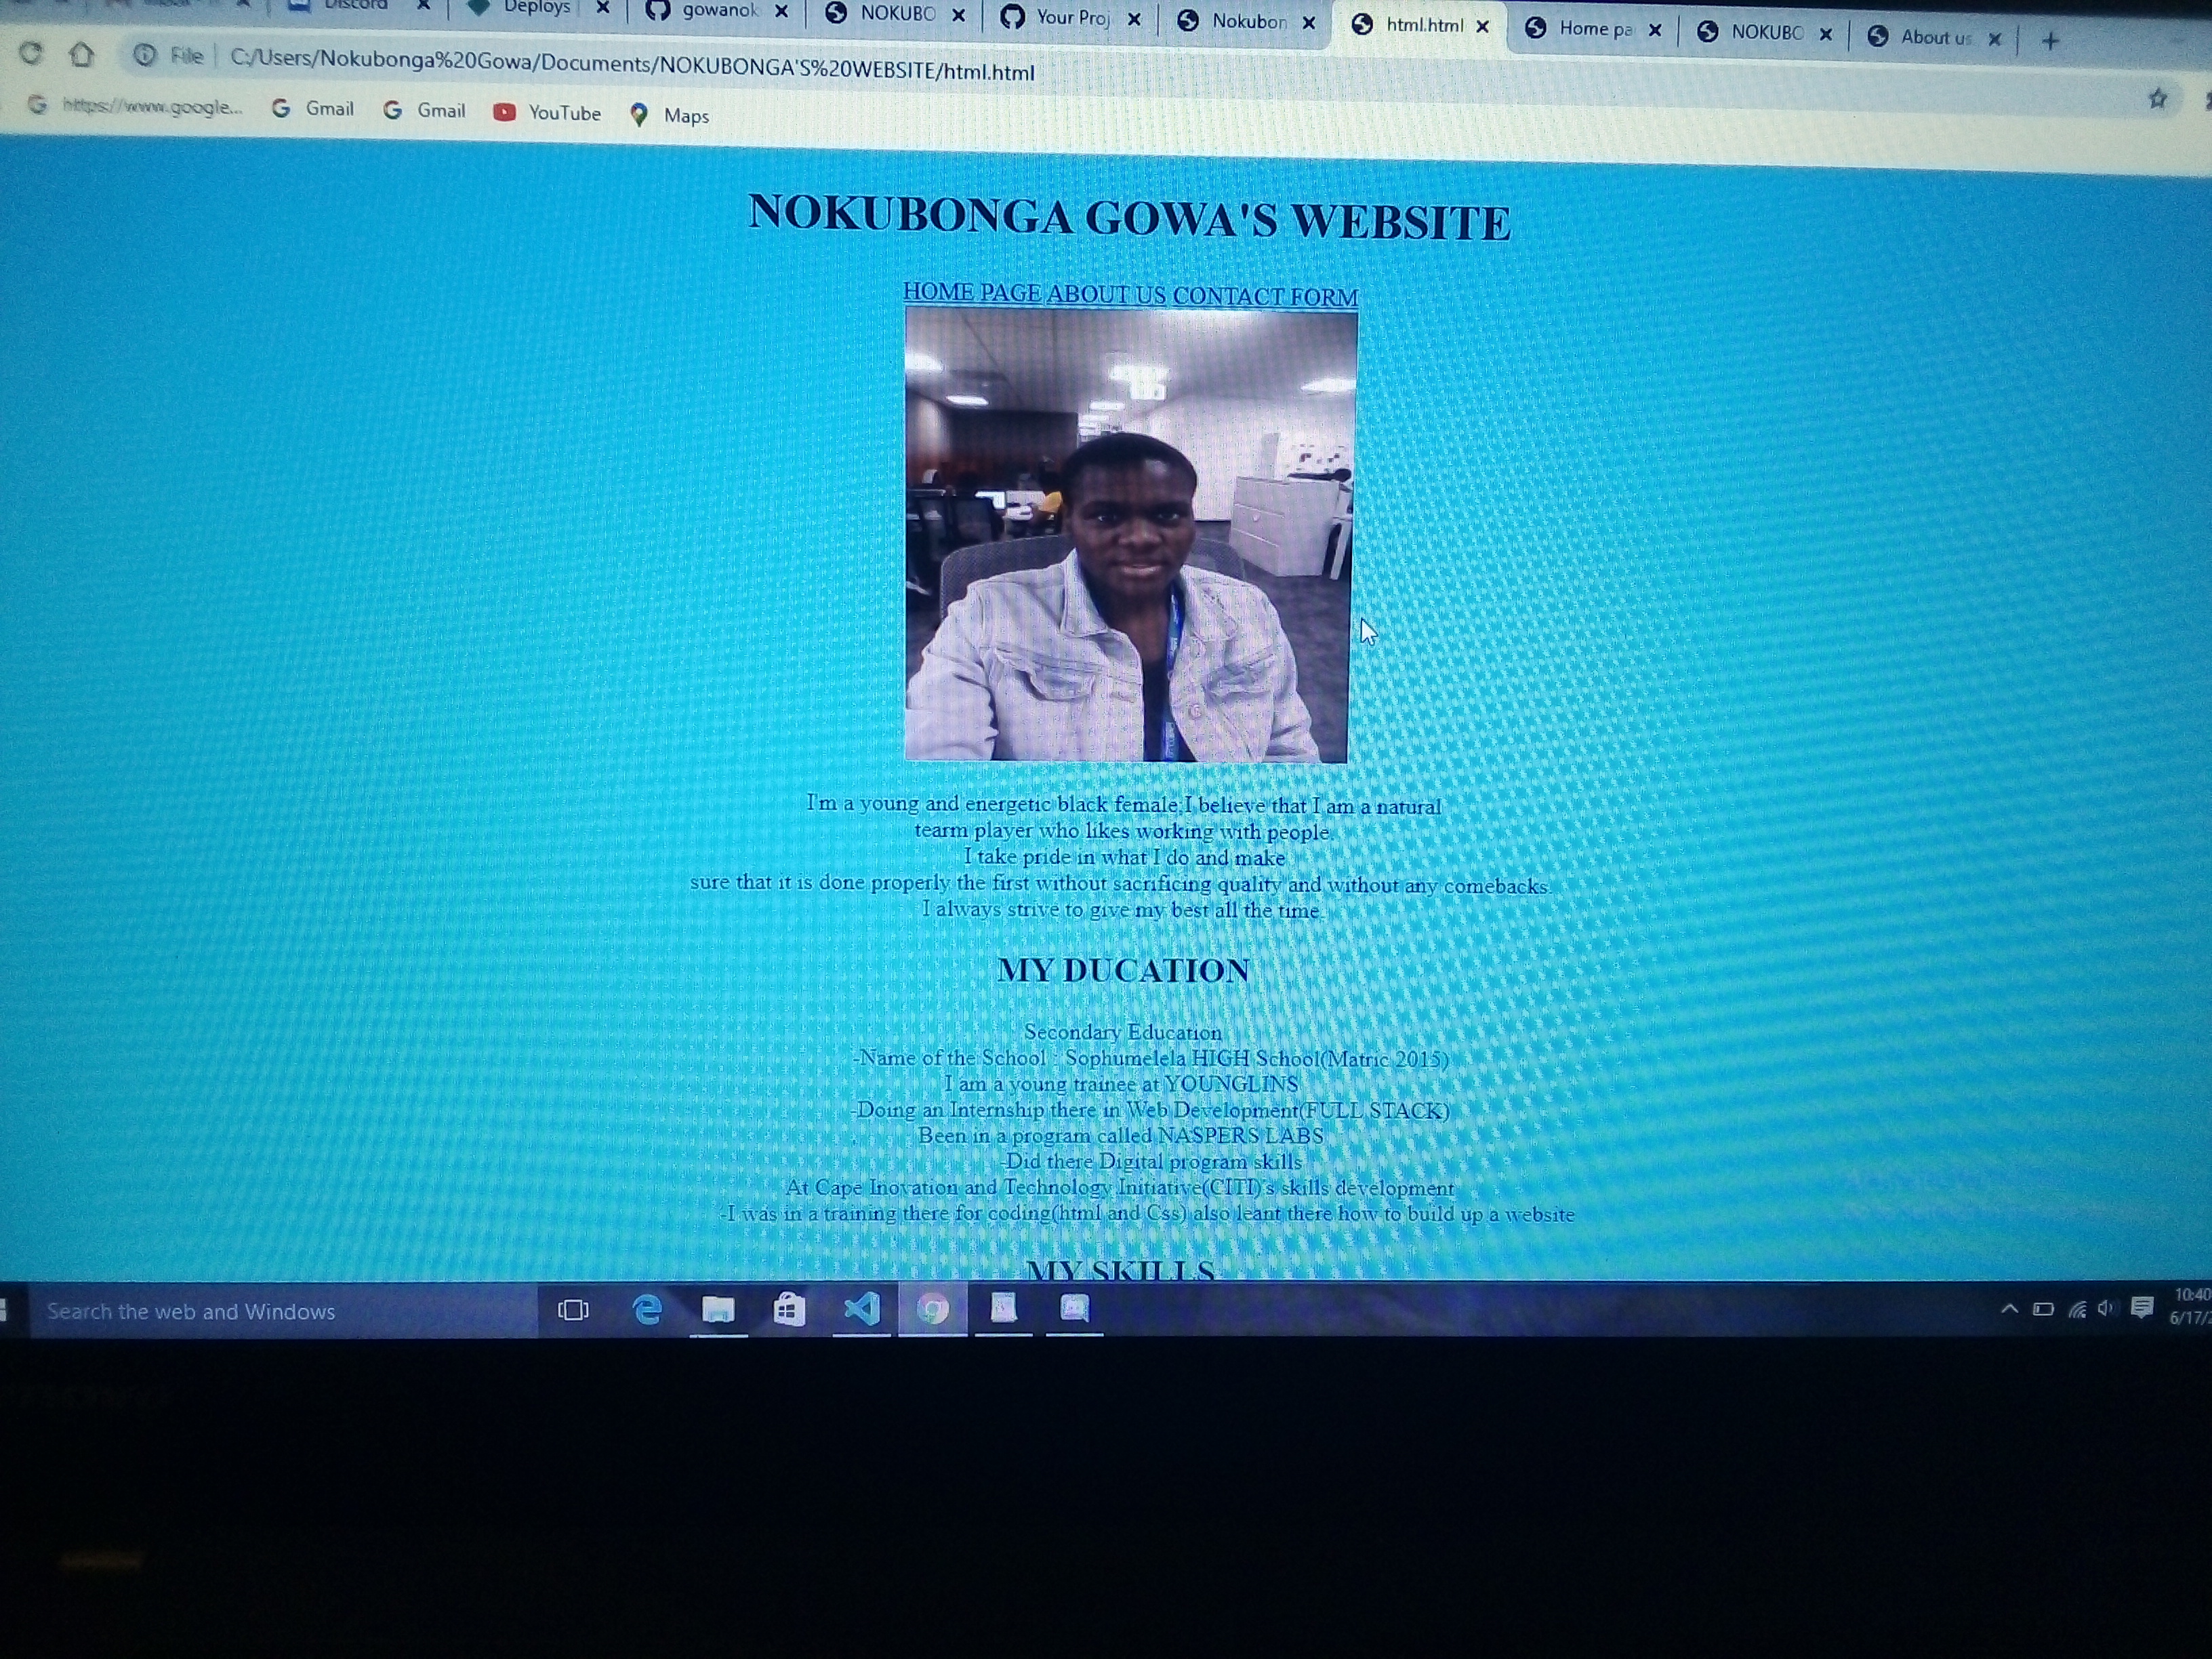 Discord
Deploys
gowanok
NOKUBO
Your Proj
Nokubon
html.html
Home pa
NOKUBO
About us
File C:/Users/Nokubonga%20Gowa/Documents/NOKUBONGA'S%20WEBSITE/html.html
https://www.google... Gmail Gmail YouTube Maps
NOKUBONGA GOWA'S WEBSITE
HOME PAGE ABOUT US CONTACT FORM
I'm a young and energetic black female;I believe that I am a natural
tearm player who likes working with people.
I take pride in what I do and make
sure that it is done properly the first without sacrificing quality and without any comebacks.
I always strive to give my best all the time.
MY DUCATION
Secondary Education
-Name of the School : Sophumelela HIGH School(Matric 2015)
I am a young trainee at YOUNGLINS
-Doing an Internship there in Web Development(FULL STACK)
Been in a program called NASPERS LABS
-Did there Digital program skills
At Cape Inovation and Technology Initiative(CITI)'s skills development
-I was in a training there for coding(html and Css) also leant there how to build up a website
MY SKILLS
Search the web and Windows
10:40
6/17/2